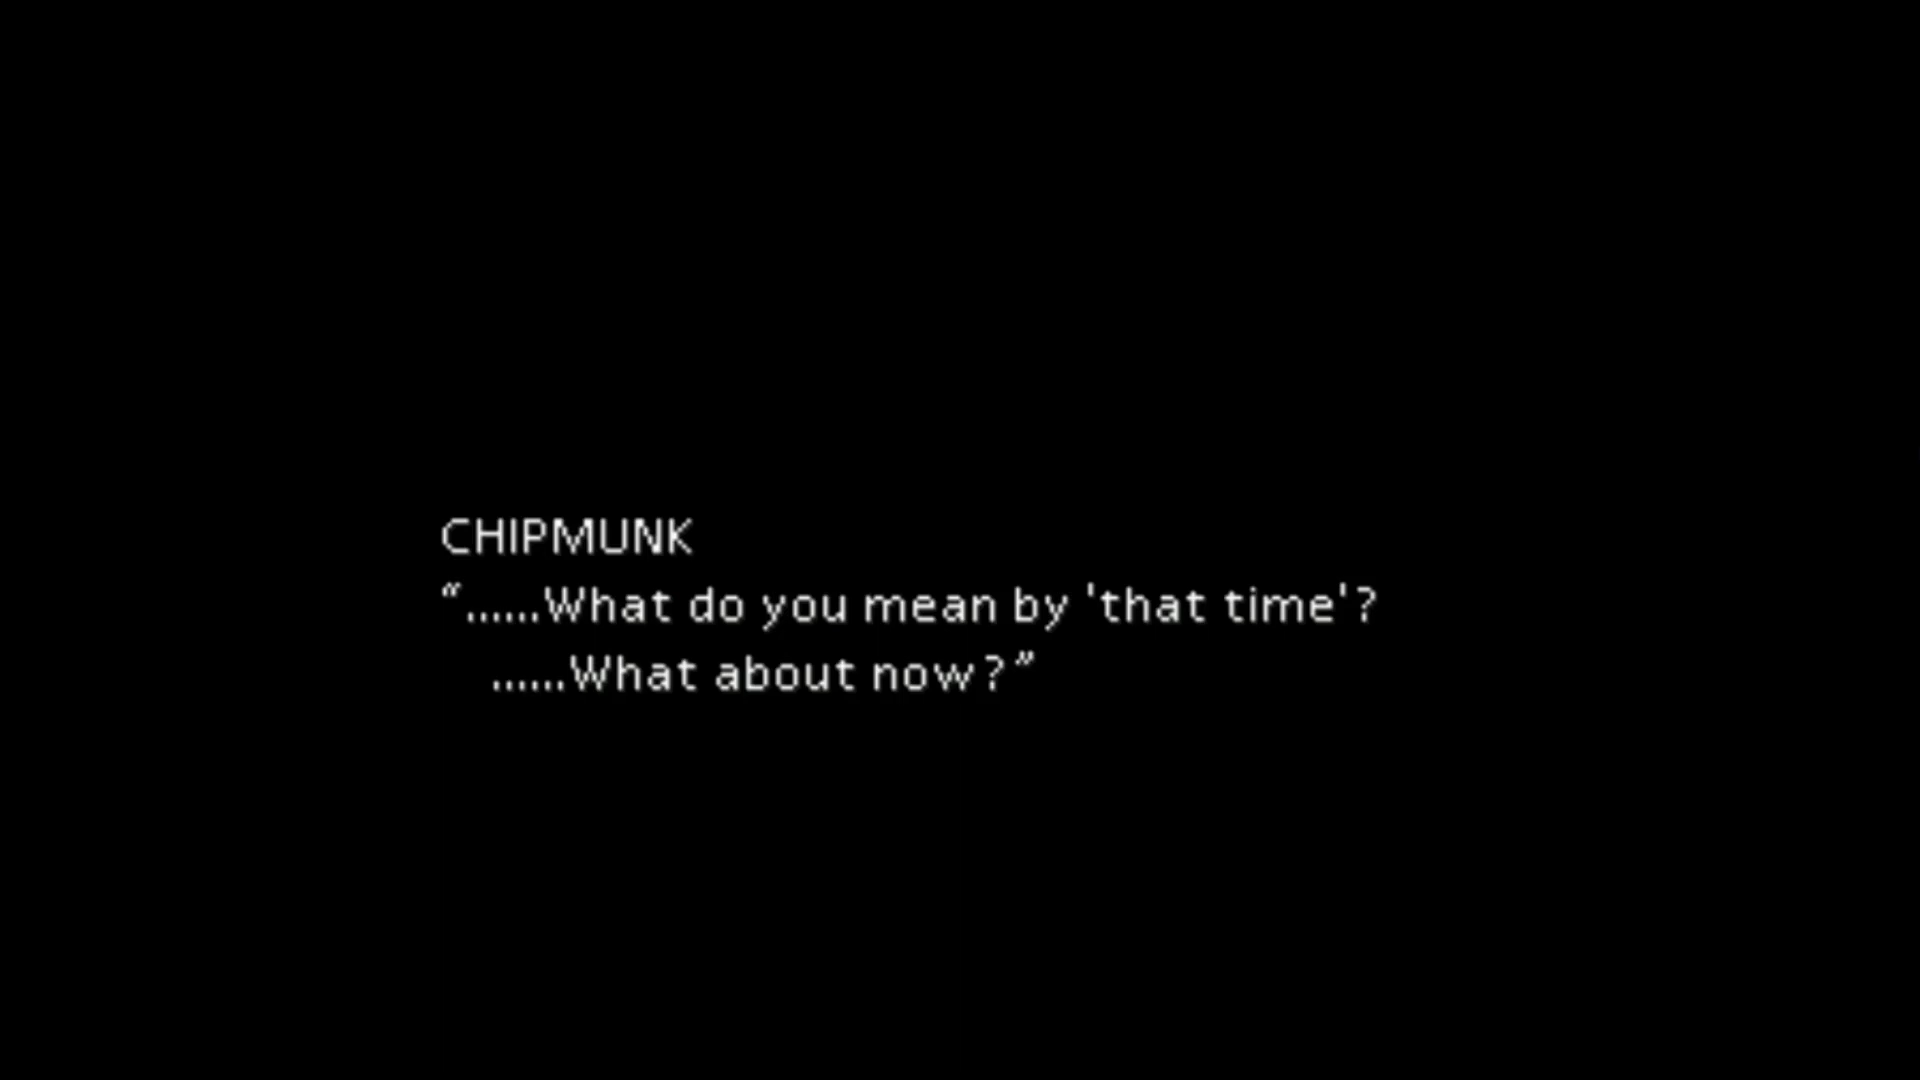 CHIPMUNK
“......What do you mean by 'that time'?
......What about now?”